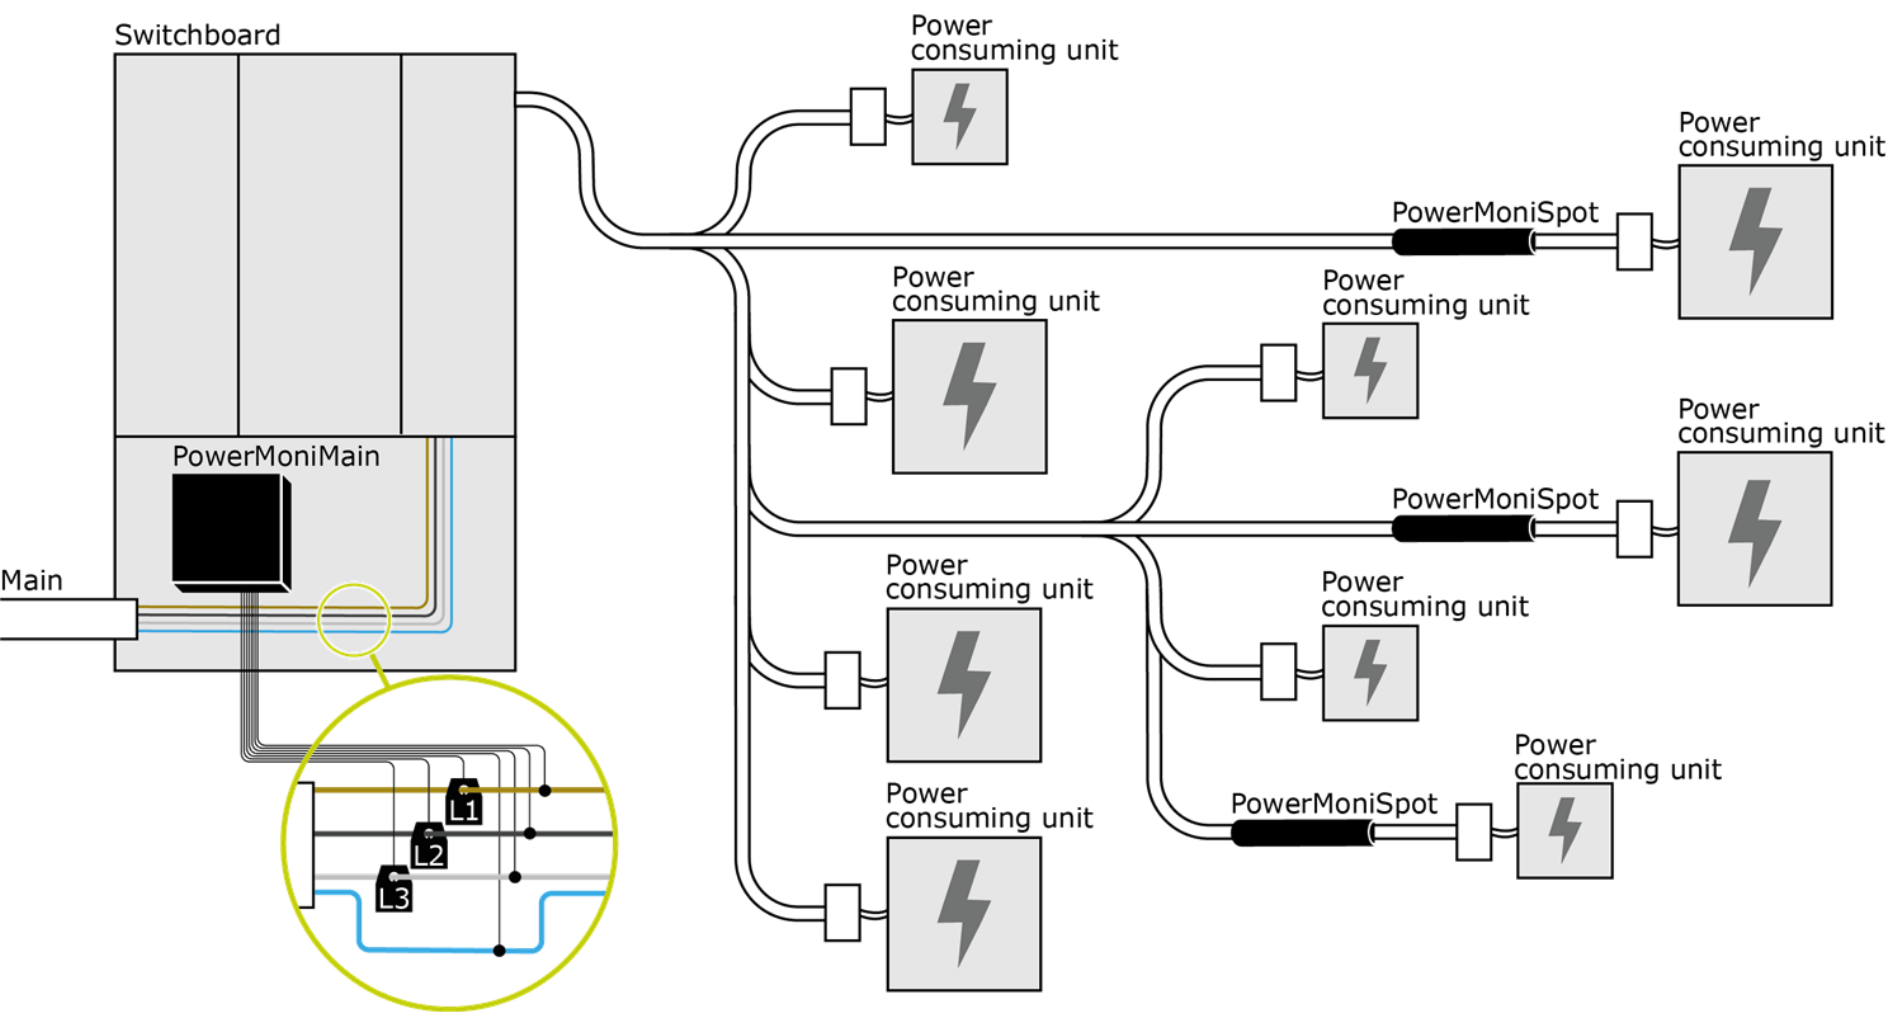 Switchboard
Power
consuming unit
Power
consuming unit
PowerMoniSpot
Power
consuming unit
Power
consuming unit
PowerMoniMain
Power
consuming unit
PowerMoniSpot
Main
Power
consuming unit
Power
consuming unit
Power
consuming unit
PowerMoniSpot
Power
consuming unit
L1
L2
L3